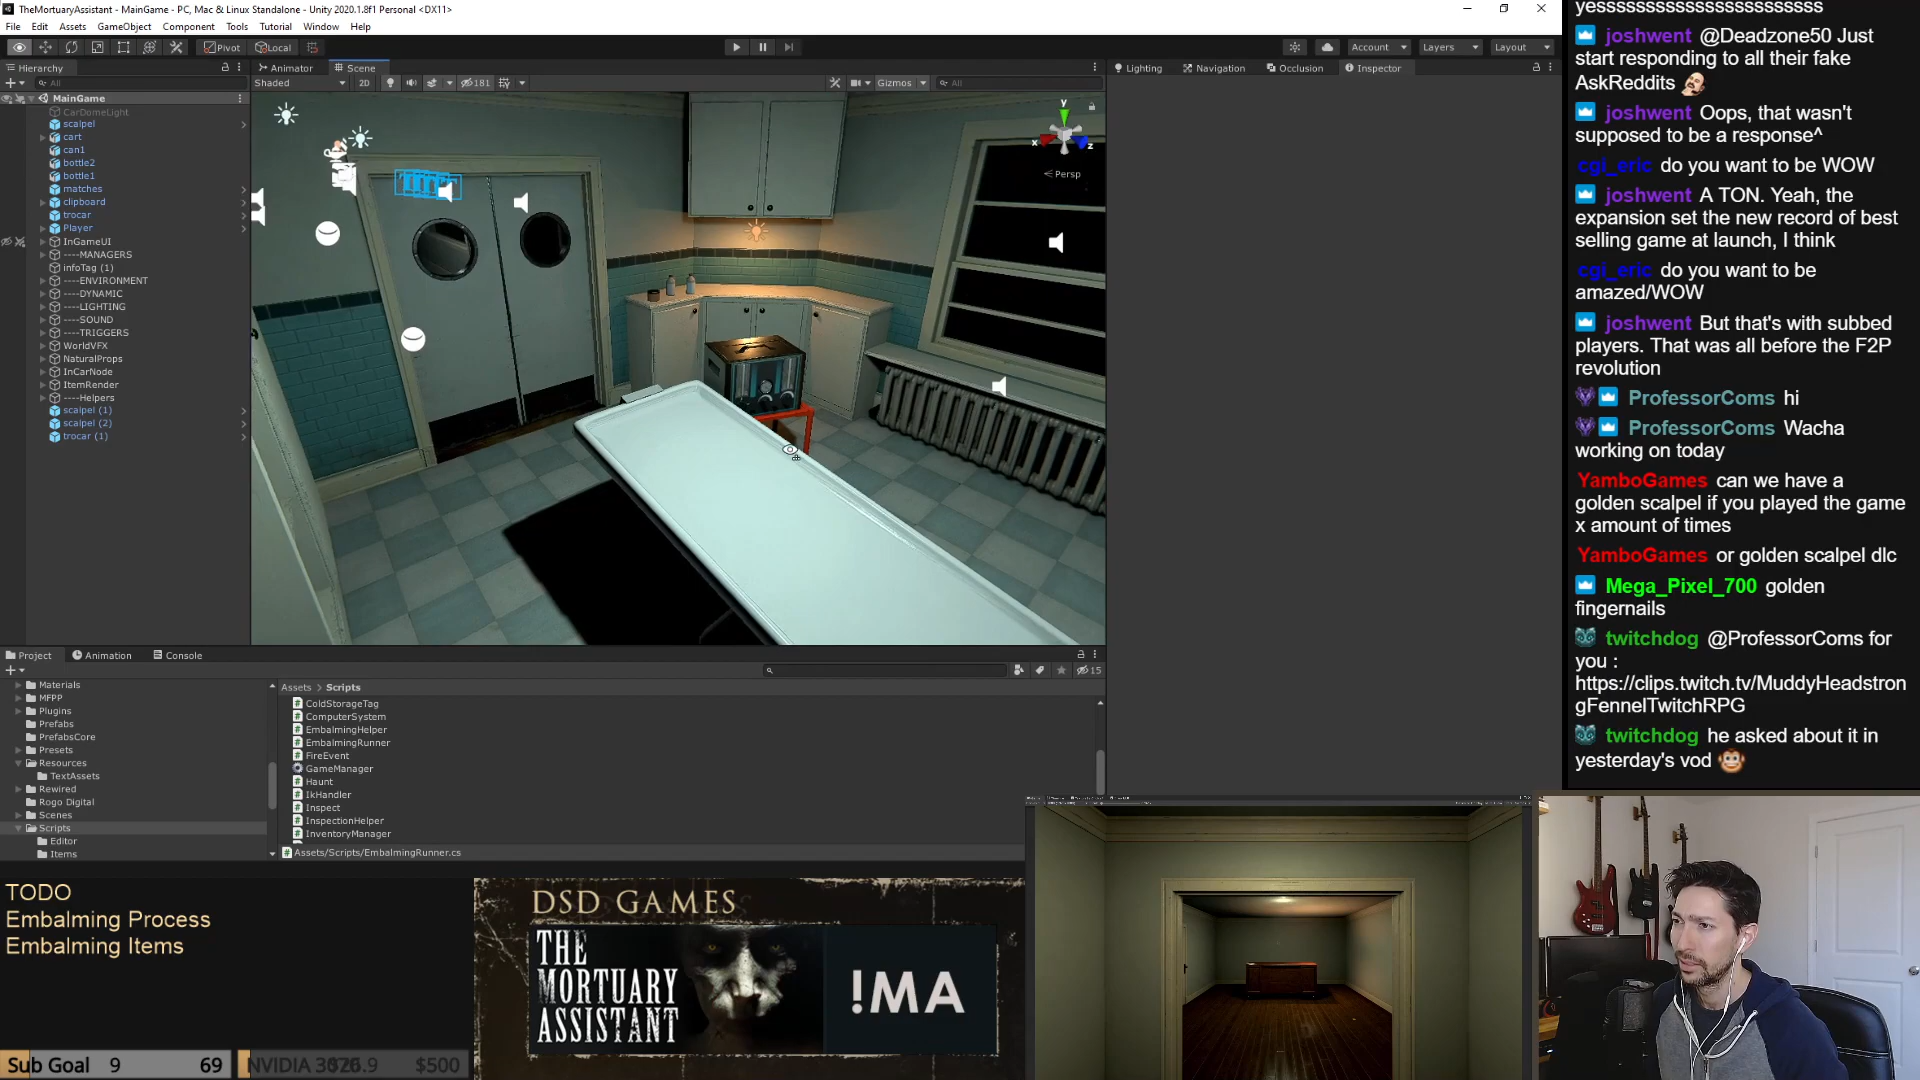 TheMortuaryAssistant - MainGame - PC, Mac & Linux Standalone - Unity 2020.1.8f1 Personal <DX11>
File Edit Assets GameObject Component Tools Tutorial Window Help
Pivot Local
Account Layers Layout
Hierarchy
All
MainGame
CarDomeLight
scalpel
cart
can1
bottle2
bottle1
matches
clipboard
trocar
Player
InGameUI
----MANAGERS
infoTag (1)
----ENVIRONMENT
----DYNAMIC
----LIGHTING
----SOUND
----TRIGGERS
WorldVFX
NaturalProps
InCarNode
ItemRender
----Helpers
scalpel (1)
scalpel (2)
trocar (1)
Animator Scene
Shaded 2D 181 Gizmos All
y
x z
Persp
Lighting Navigation Occlusion Inspector
Project Animation Console
15
Materials
MFPP
Plugins
Prefabs
PrefabsCore
Presets
Resources
TextAssets
Rewired
Rogo Digital
Scenes
Scripts
Editor
Items
Assets > Scripts
ColdStorageTag
ComputerSystem
EmbalmingHelper
EmbalmingRunner
FireEvent
GameManager
Haunt
IkHandler
Inspect
InspectionHelper
InventoryManager
Assets/Scripts/EmbalmingRunner.cs
TODO
Embalming Process
Embalming Items
Sub Goal 9 69
$500
DSD GAMES
THE
MORTUARY
ASSISTANT
!MA
yesssssssssssssssssssssss
joshwent @Deadzone50 Just
start responding to all their fake
AskReddits
joshwent Oops, that wasn't
supposed to be a response^
cgi_eric do you want to be WOW
joshwent A TON. Yeah, the
expansion set the new record of best
selling game at launch, I think
cgi_eric do you want to be
amazed/WOW
joshwent But that's with subbed
players. That was all before the F2P
revolution
ProfessorComs hi
ProfessorComs Wacha
working on today
YamboGames can we have a
golden scalpel if you played the game
x amount of times
YamboGames or golden scalpel dlc
Mega_Pixel_700 golden
fingernails
twitchdog @ProfessorComs for
you :
https://clips.twitch.tv/MuddyHeadstron
gFennelTwitchRPG
twitchdog he asked about it in
yesterday's vod